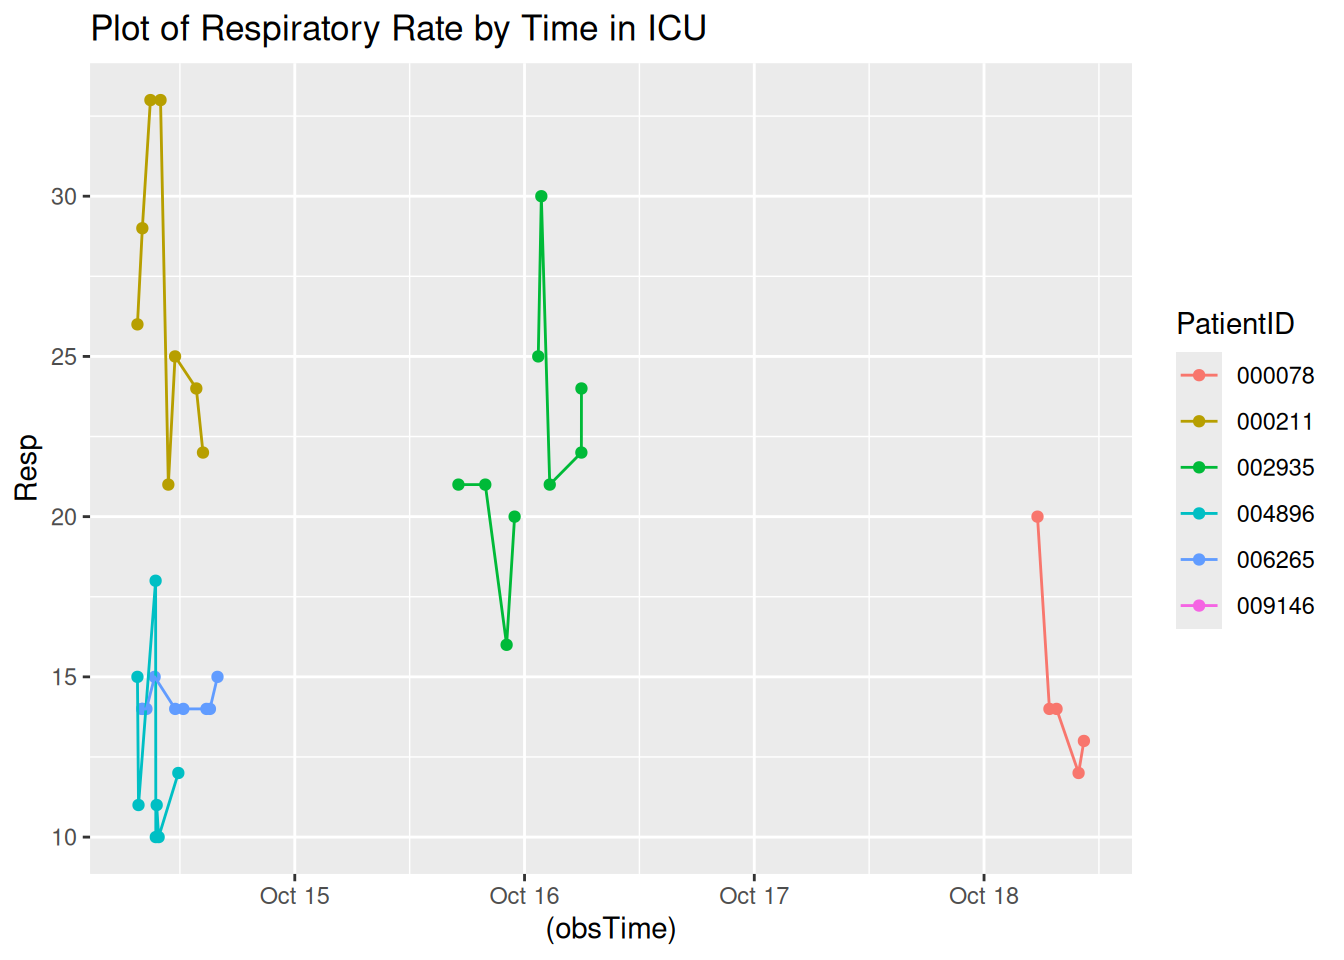 Plot of Respiratory Rate by Time in ICU
30
25
20
15
10
Resp
Oct 15
Oct 16
Oct 17
Oct 18
(obsTime)
PatientID
000078
000211
002935
004896
006265
009146